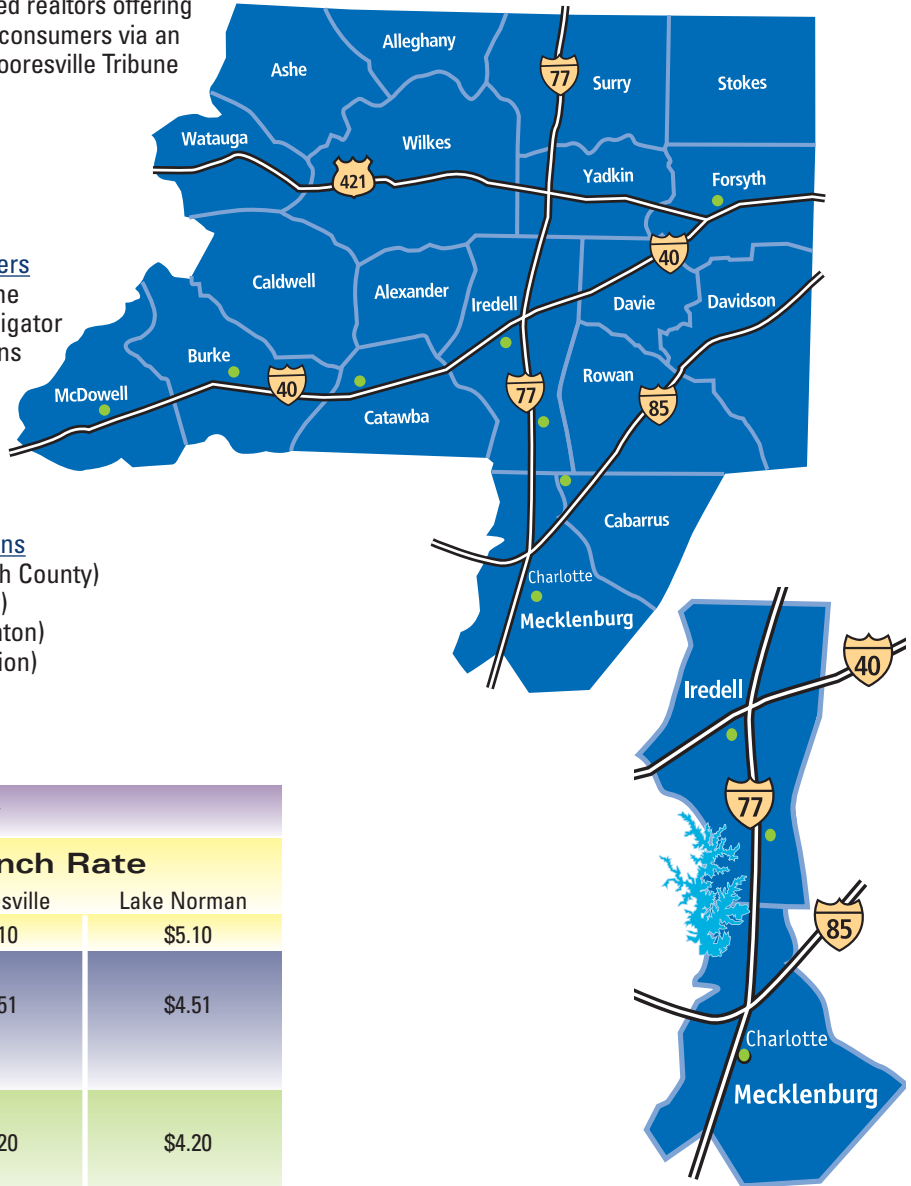 ed realtors offering
consumers via an
ooresville Tribune
ers
ne
igator
ns
ns
h County)
)
ton)
ion)
Alleghany
Ashe
77
Surry
Stokes
Watauga
Wilkes
421
Yadkin
Forsyth
40
Caldwell
Alexander
Iredell
Davie
Davidson
Burke
40
McDowell
77
Rowan
85
Catawba
Cabarrus
Charlotte
Mecklenburg
Iredell
40
77
85
Charlotte
Mecklenburg
nch Rate
sville Lake Norman
10 $5.10
51 $4.51
20 $4.20